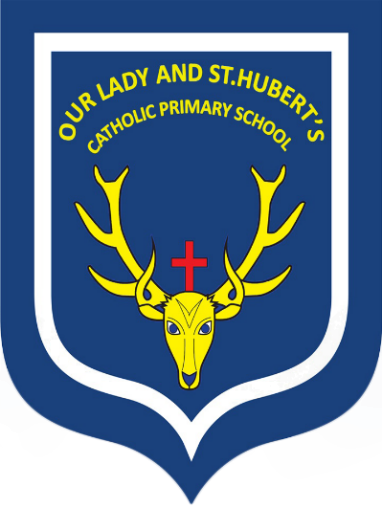 OUR LADY AND ST.HUBERT'S
CATHOLIC PRIMARY SCHOOL